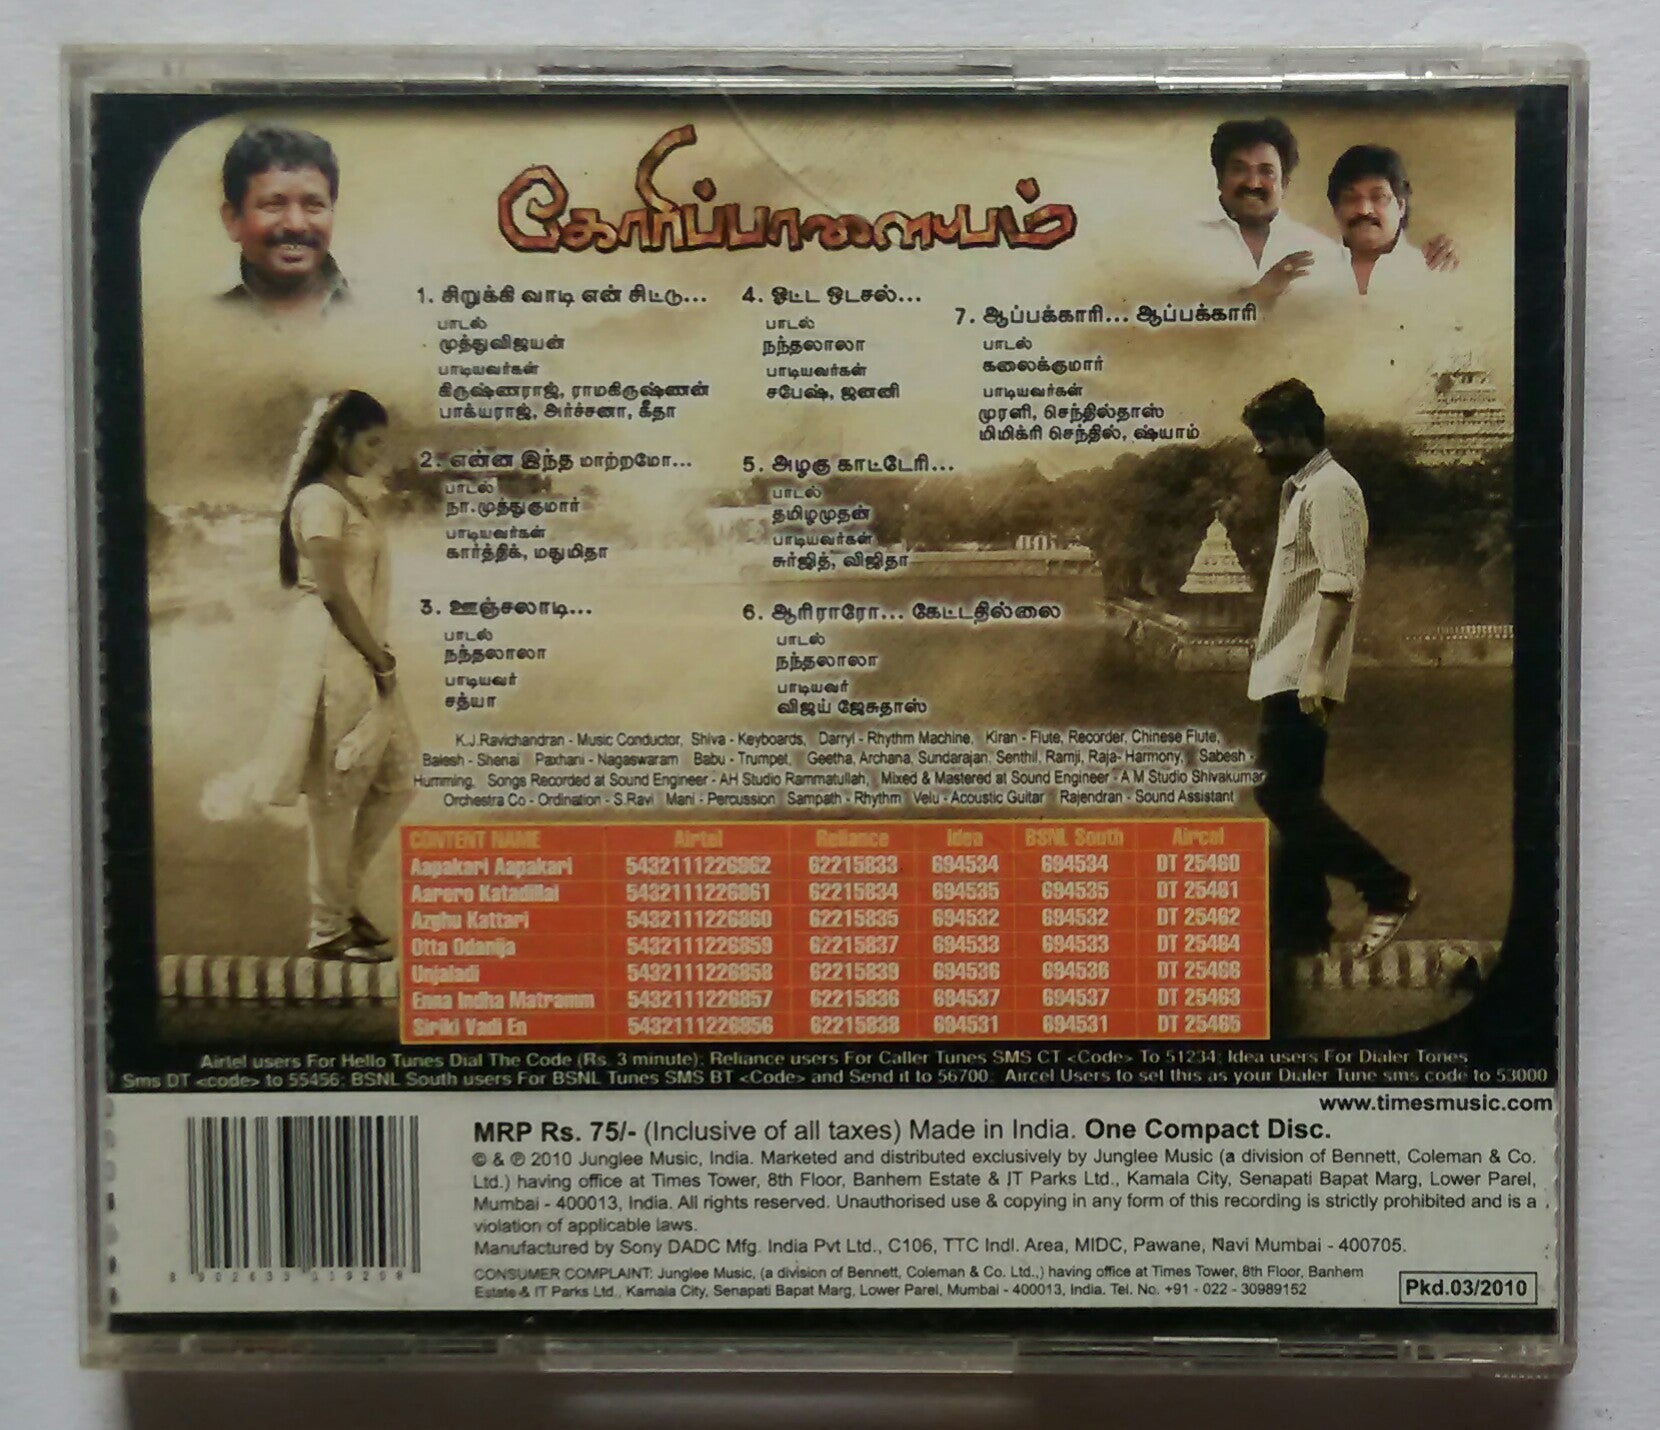 கோரிப்பாளையம்
1. சிறுக்கி வாடி என் சிட்டு...
பாடல்
முத்துவிஜயன்
பாடியவர்கள்
கிருஷ்ணராஜ், ராமகிருஷ்ணன்
பாக்யராஜ், அர்ச்சனா, கீதா
2. என்ன இந்த மாற்றமோ...
பாடல்
நா.முத்துகுமார்
பாடியவர்கள்
கார்த்திக், மதுமிதா
3. ஊஞ்சலாடி...
பாடல்
நந்தலாலா
பாடியவர்
சத்யா
4. ஓட்ட ஒடசல்...
பாடல்
நந்தலாலா
பாடியவர்கள்
சபேஷ், ஜனனி
5. அழகு காட்டேரி...
பாடல்
தமிழமுதன்
பாடியவர்கள்
சுர்ஜித், விஜிதா
6. ஆரிராரோ... கேட்டதில்லை
பாடல்
நந்தலாலா
பாடியவர்
விஜய் ஜேசுதாஸ்
7. ஆப்பக்காரி... ஆப்பக்காரி
பாடல்
கலைக்குமார்
பாடியவர்கள்
முரளி, செந்தில்தாஸ்
மிமிக்ரி செந்தில், ஷ்யாம்
K.J.Ravichandran - Music Conductor, Shiva - Keyboards, Darryl - Rhythm Machine, Kiran - Flute, Recorder, Chinese Flute,
Balesh - Shenai Paxhani - Nagaswaram Babu - Trumpet, Geetha, Archana, Sundarajan, Senthil, Ramji, Raja- Harmony, Sabesh -
Humming, Songs Recorded at Sound Engineer - AH Studio Rammatullah, Mixed & Mastered at Sound Engineer - A M Studio Shivakumar
Orchestra Co - Ordination - S.Ravi Mani - Percussion Sampath - Rhythm Velu - Acoustic Guitar Rajendran - Sound Assistant
CONTENT NAME Airtel Reliance Idea BSNL South Aircel
Aapakari Aapakari 5432111226862 62215833 694534 694534 DT 25460
Aarero Katadillai 5432111226861 62215834 694535 694535 DT 25461
Azghu Kattari 5432111226860 62215835 694532 694532 DT 25462
Otta Odanija 5432111226859 62215837 694533 694533 DT 25464
Unjaladi 5432111226858 62215839 694536 694536 DT 25466
Enna Indha Matramm 5432111226857 62215836 694537 694537 DT 25463
Siriki Vadi En 5432111226856 62215838 694531 694531 DT 25465
Airtel users For Hello Tunes Dial The Code (Rs. 3 minute): Reliance users For Caller Tunes SMS CT <Code> To 51234: Idea users For Dialer Tones
Sms DT <code> to 55456: BSNL South users For BSNL Tunes SMS BT <Code> and Send it to 56700: Aircel Users to set this as your Dialer Tune sms code to 53000
www.timesmusic.com
MRP Rs. 75/- (Inclusive of all taxes) Made in India. One Compact Disc.
© & ℗ 2010 Junglee Music, India. Marketed and distributed exclusively by Junglee Music (a division of Bennett, Coleman & Co.
Ltd.) having office at Times Tower, 8th Floor, Banhem Estate & IT Parks Ltd., Kamala City, Senapati Bapat Marg, Lower Parel,
Mumbai - 400013, India. All rights reserved. Unauthorised use & copying in any form of this recording is strictly prohibited and is a
violation of applicable laws.
Manufactured by Sony DADC Mfg. India Pvt Ltd., C106, TTC Indl. Area, MIDC, Pawane, Navi Mumbai - 400705.
CONSUMER COMPLAINT: Junglee Music, (a division of Bennett, Coleman & Co. Ltd.,) having office at Times Tower, 8th Floor, Banhem
Estate & IT Parks Ltd., Kamala City, Senapati Bapat Marg, Lower Parel, Mumbai - 400013, India. Tel. No. +91 - 022 - 30989152
Pkd.03/2010